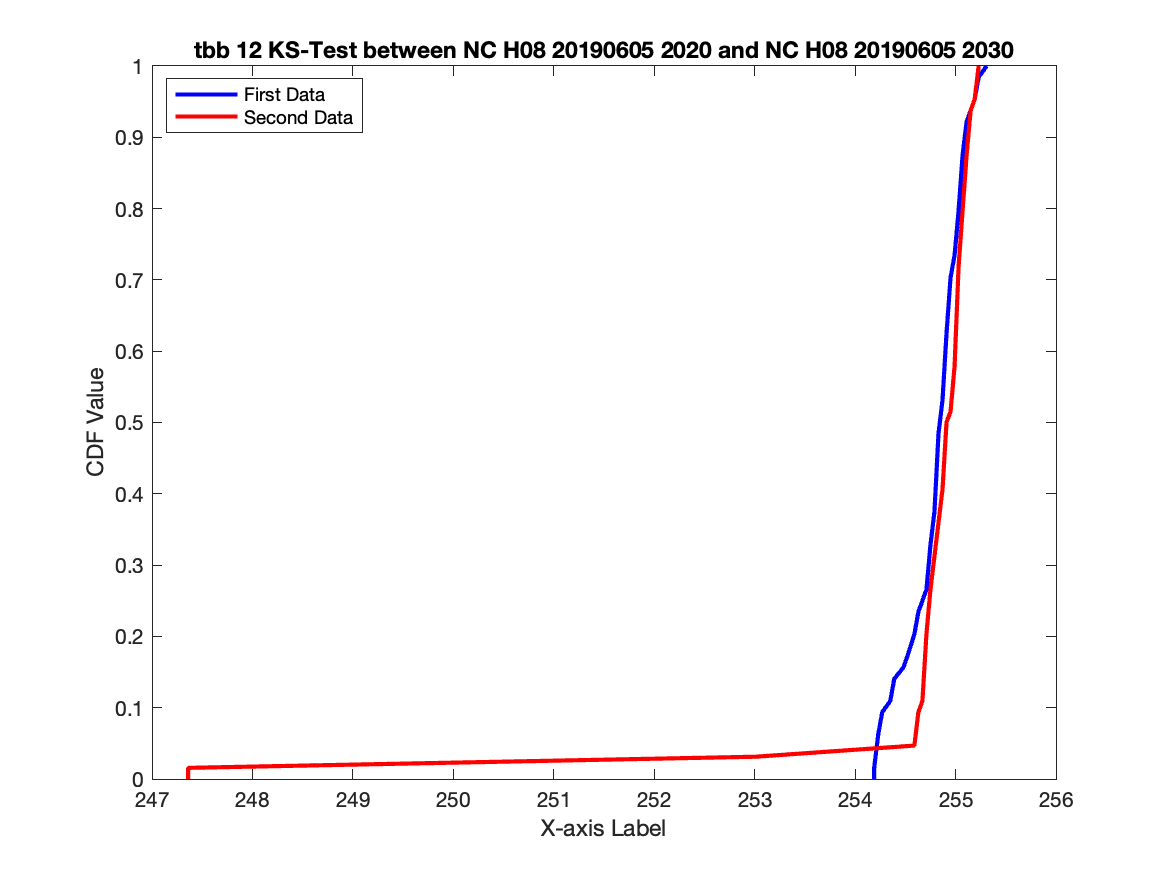 tbb 12 KS-Test between NC H08 20190605 2020 and NC H08 20190605 2030
First Data
Second Data
1
0.9
0.8
0.7
0.6
0.5
0.4
0.3
0.2
0.1
0
CDF Value
247 248 249 250 251 252 253 254 255 256
X-axis Label